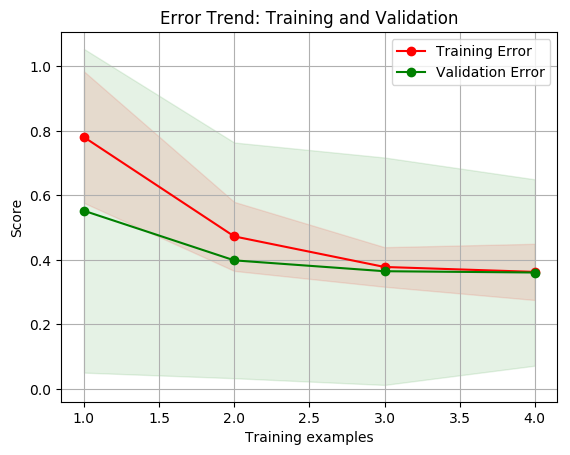 Error Trend: Training and Validation
Training Error
Validation Error
Score
1.0
0.8
0.6
0.4
0.2
0.0
1.0 1.5 2.0 2.5 3.0 3.5 4.0
Training examples